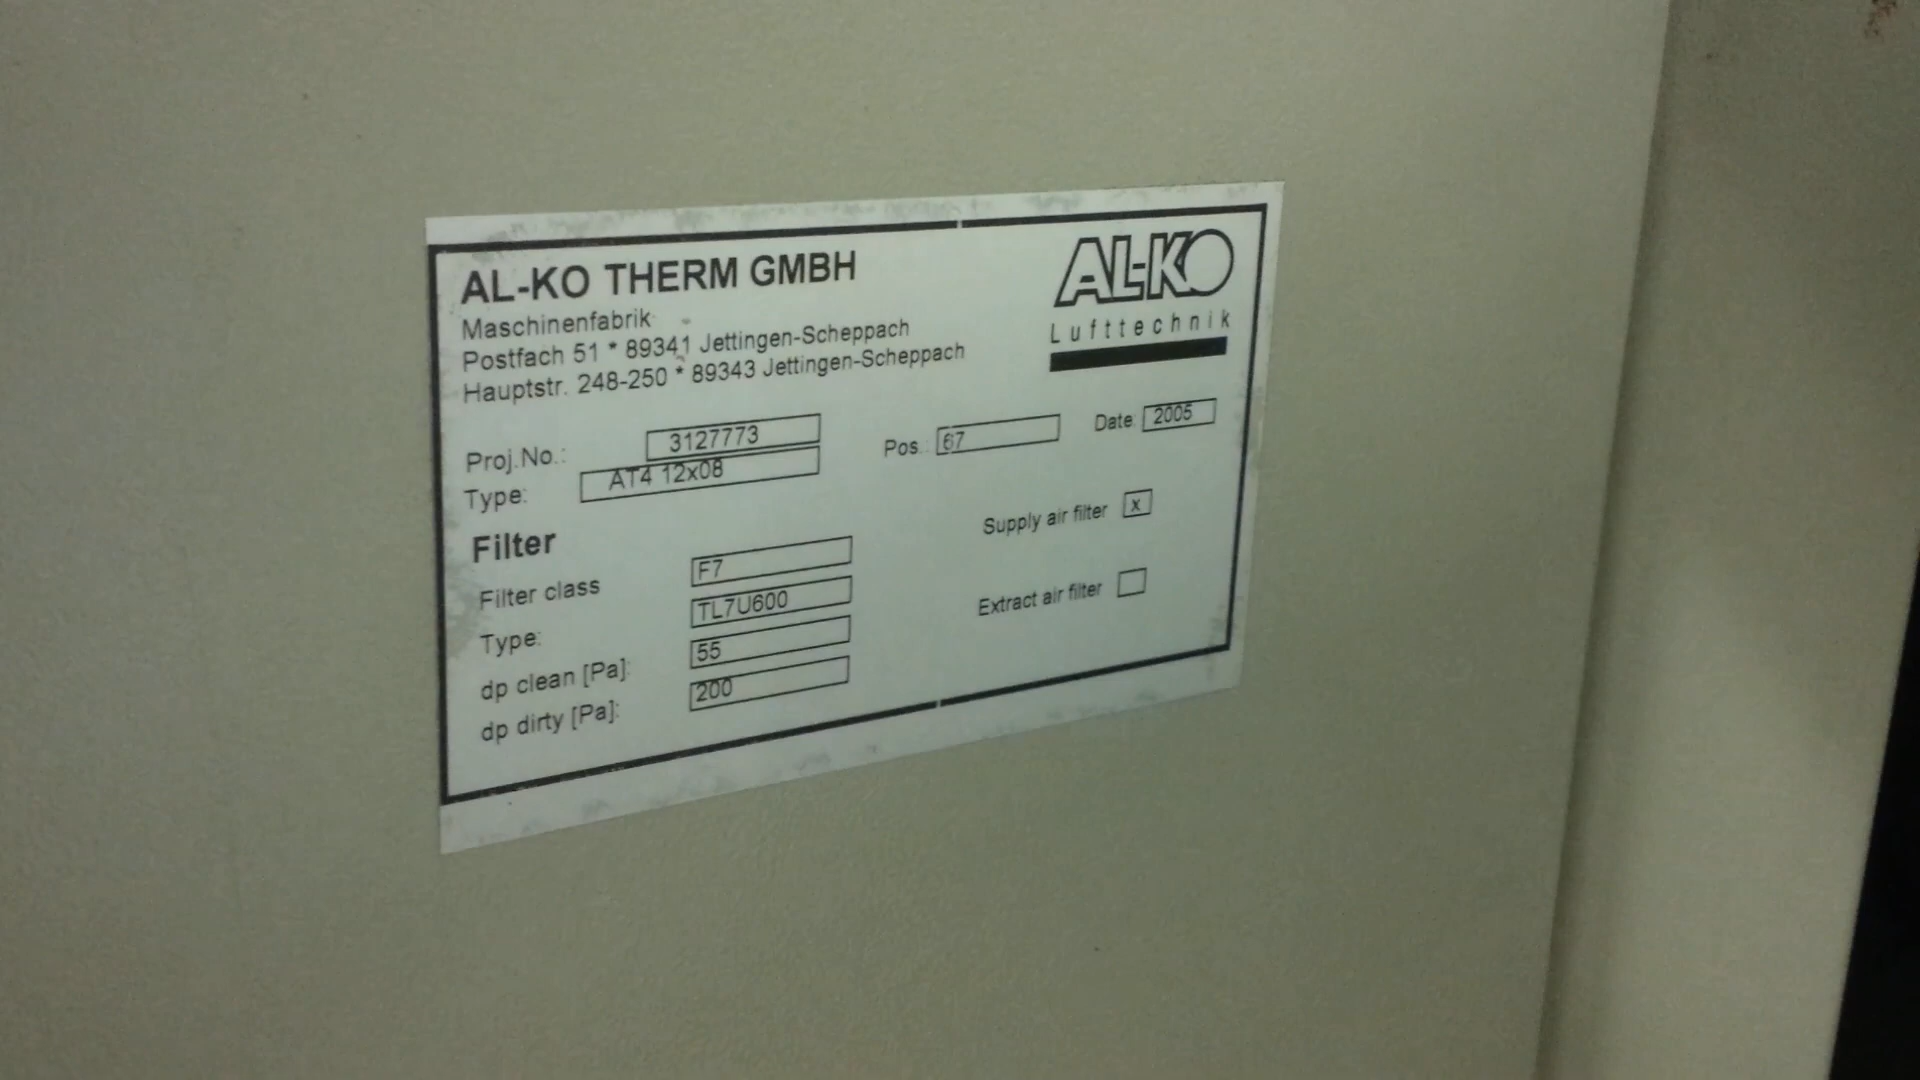 AL-KO THERM GMBH
Maschinenfabrik
Postfach 51 * 89341 Jettingen-Scheppach
Hauptstr. 248-250 * 89343 Jettingen-Scheppach
AL-KO
Lufttechnik
Proj.No.: 3127773 Pos.: 67 Date: 2005
Type: AT4 12x08
Filter
Supply air filter x
Filter class F7
Type: TL7U600
Extract air filter
dp clean [Pa]: 55
dp dirty [Pa]: 200